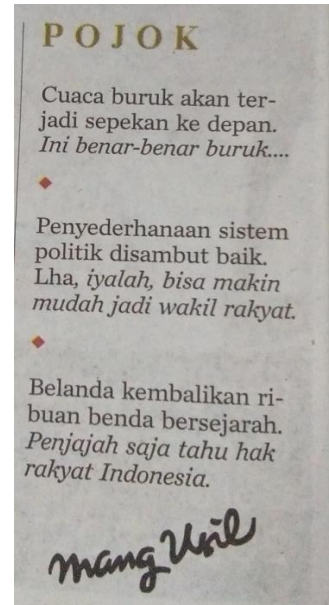 POJOK
Cuaca buruk akan ter-
jadi sepekan ke depan.
Ini benar-benar buruk....
Penyederhanaan sistem
politik disambut baik.
Lha, iyalah, bisa makin
mudah jadi wakil rakyat.
Belanda kembalikan ri-
buan benda bersejarah.
Penjajah saja tahu hak
rakyat Indonesia.
mang Usil